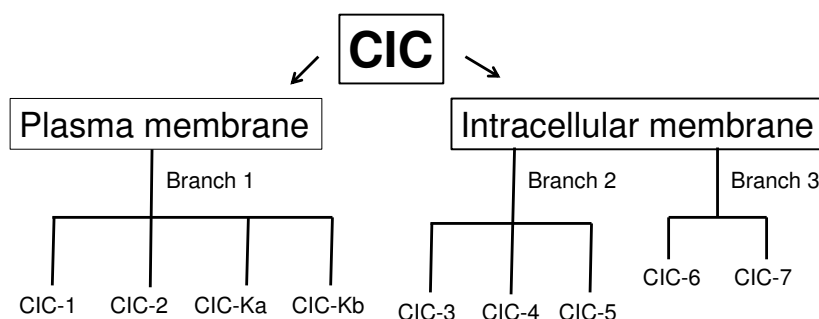 ClC
Plasma membrane
Intracellular membrane
Branch 1
Branch 2
Branch 3
ClC-1
ClC-2
ClC-Ka
ClC-Kb
ClC-3
ClC-4
ClC-5
ClC-6
ClC-7